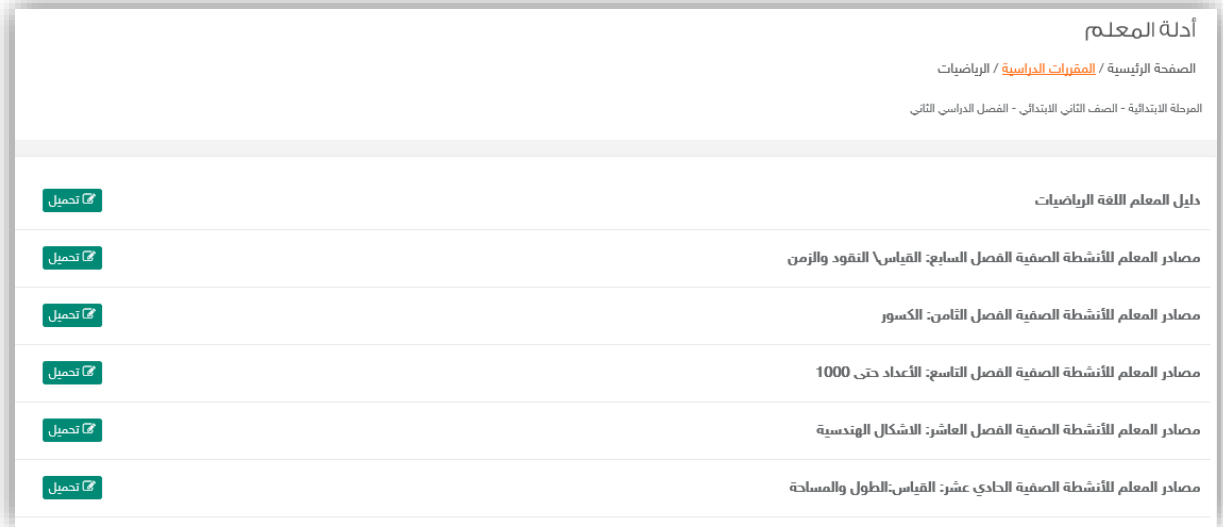 أدلة المعلم
الصفحة الرئيسية / المقررات الدراسية / الرياضيات
المرحلة الابتدائية - الصف الثاني الابتدائي - الفصل الدراسي الثاني
دليل المعلم اللغة الرياضيات
تحميل
مصادر المعلم للأنشطة الصفية الفصل السابع: القياس\ النقود والزمن
تحميل
مصادر المعلم للأنشطة الصفية الفصل الثامن: الكسور
تحميل
مصادر المعلم للأنشطة الصفية الفصل التاسع: الأعداد حتى 1000
تحميل
مصادر المعلم للأنشطة الصفية الفصل العاشر: الاشكال الهندسية
تحميل
مصادر المعلم للأنشطة الصفية الحادي عشر: القياس:الطول والمساحة
تحميل